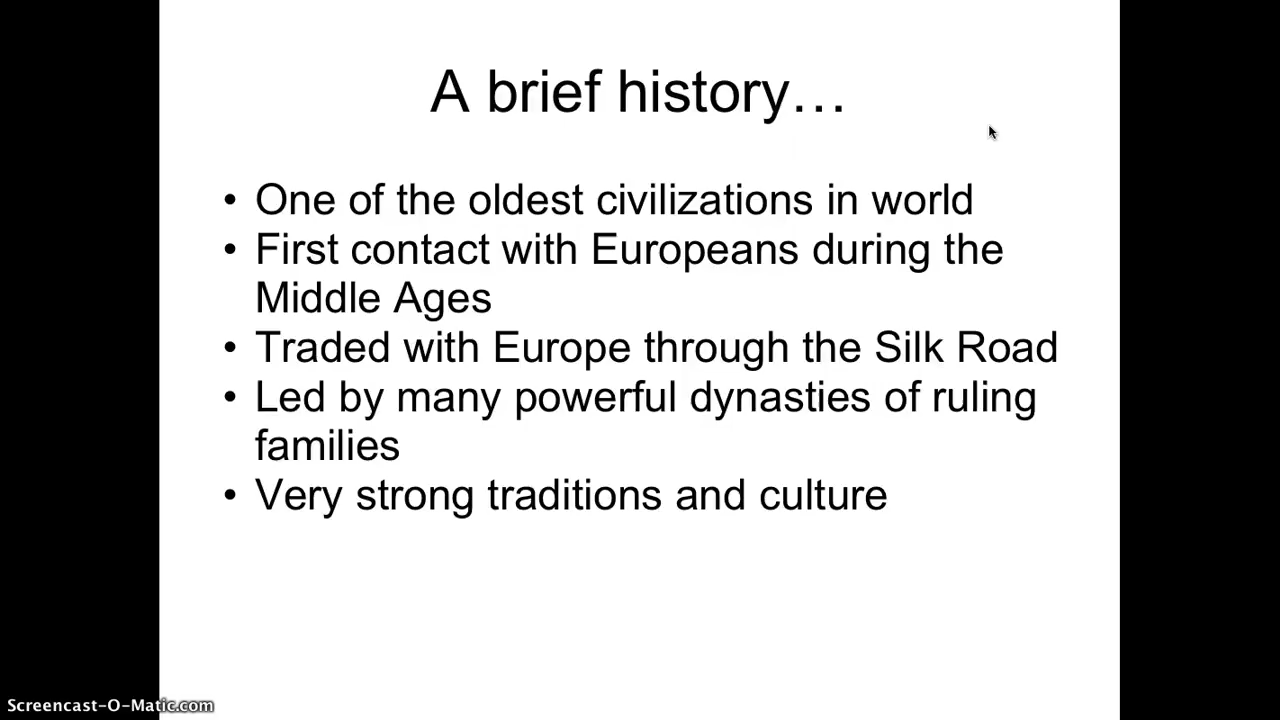 A brief history…
• One of the oldest civilizations in world
• First contact with Europeans during the
Middle Ages
• Traded with Europe through the Silk Road
• Led by many powerful dynasties of ruling
families
• Very strong traditions and culture
Screencast-O-Matic.com